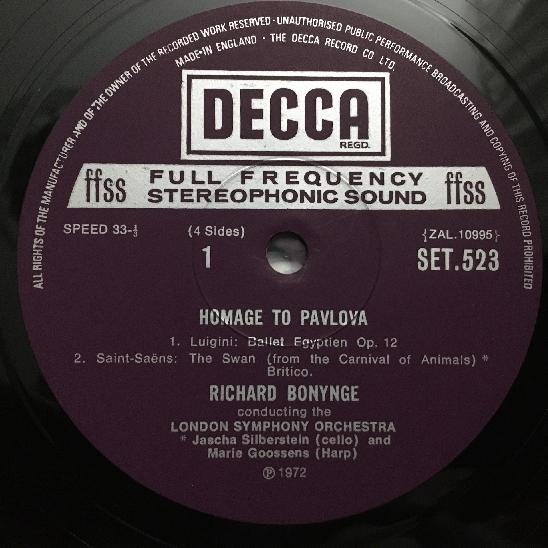 ALL RIGHTS OF THE MANUFACTURER AND OF THE OWNER OF THE RECORDED WORK RESERVED · UNAUTHORISED PUBLIC PERFORMANCE BROADCASTING AND COPYING OF THIS RECORD PROHIBITED
MADE IN ENGLAND · THE DECCA RECORD CO LTD.
DECCA
REGD.
ffss FULL FREQUENCY ffss
STEREOPHONIC SOUND
SPEED 33-⅓ (4 Sides) {ZAL.10995}
1 SET.523
HOMAGE TO PAVLOVA
1. Luigini: Ballet Egyptien Op. 12
2. Saint-Saëns: The Swan (from the Carnival of Animals) *
Britico.
RICHARD BONYNGE
conducting the
LONDON SYMPHONY ORCHESTRA
* Jascha Silberstein (cello) and
Marie Goossens (Harp)
℗ 1972